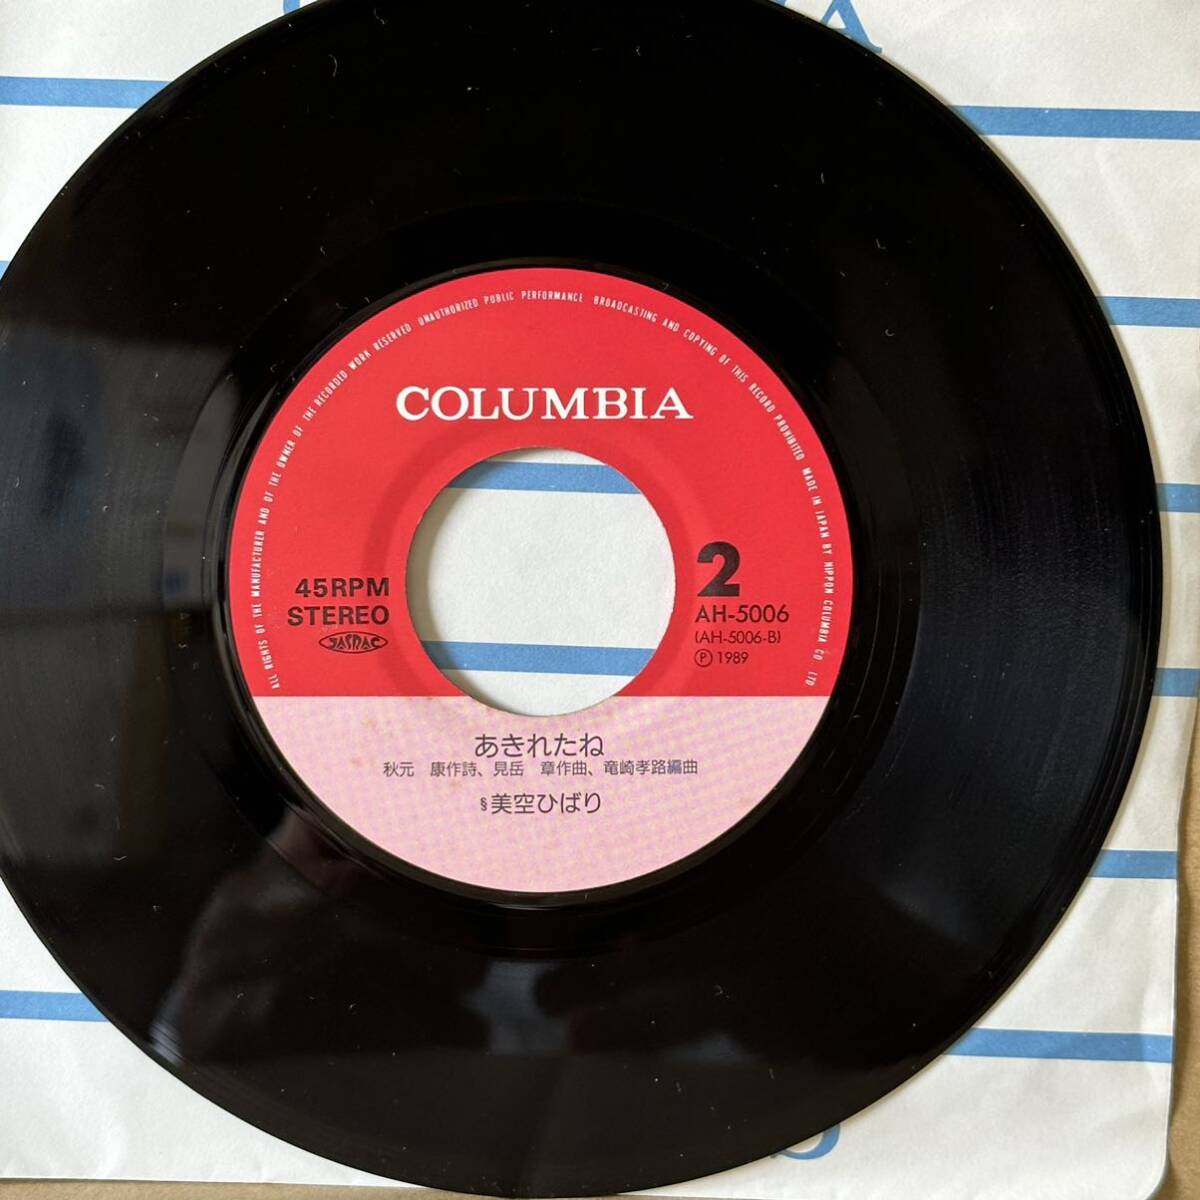 ALL RIGHTS OF THE MANUFACTURER AND OF THE OWNER OF THE RECORDED WORK RESERVED UNAUTHORIZED PUBLIC PERFORMANCE BROADCASTING AND COPYING OF THIS RECORD PROHIBITED MADE IN JAPAN BY NIPPON COLUMBIA CO. LTD
COLUMBIA
45RPM
STEREO
JASRAC
2
AH-5006
(AH-5006-B)
Ⓟ 1989
あきれたね
秋元 康作詩、見岳 章作曲、竜崎孝路編曲
§美空ひばり